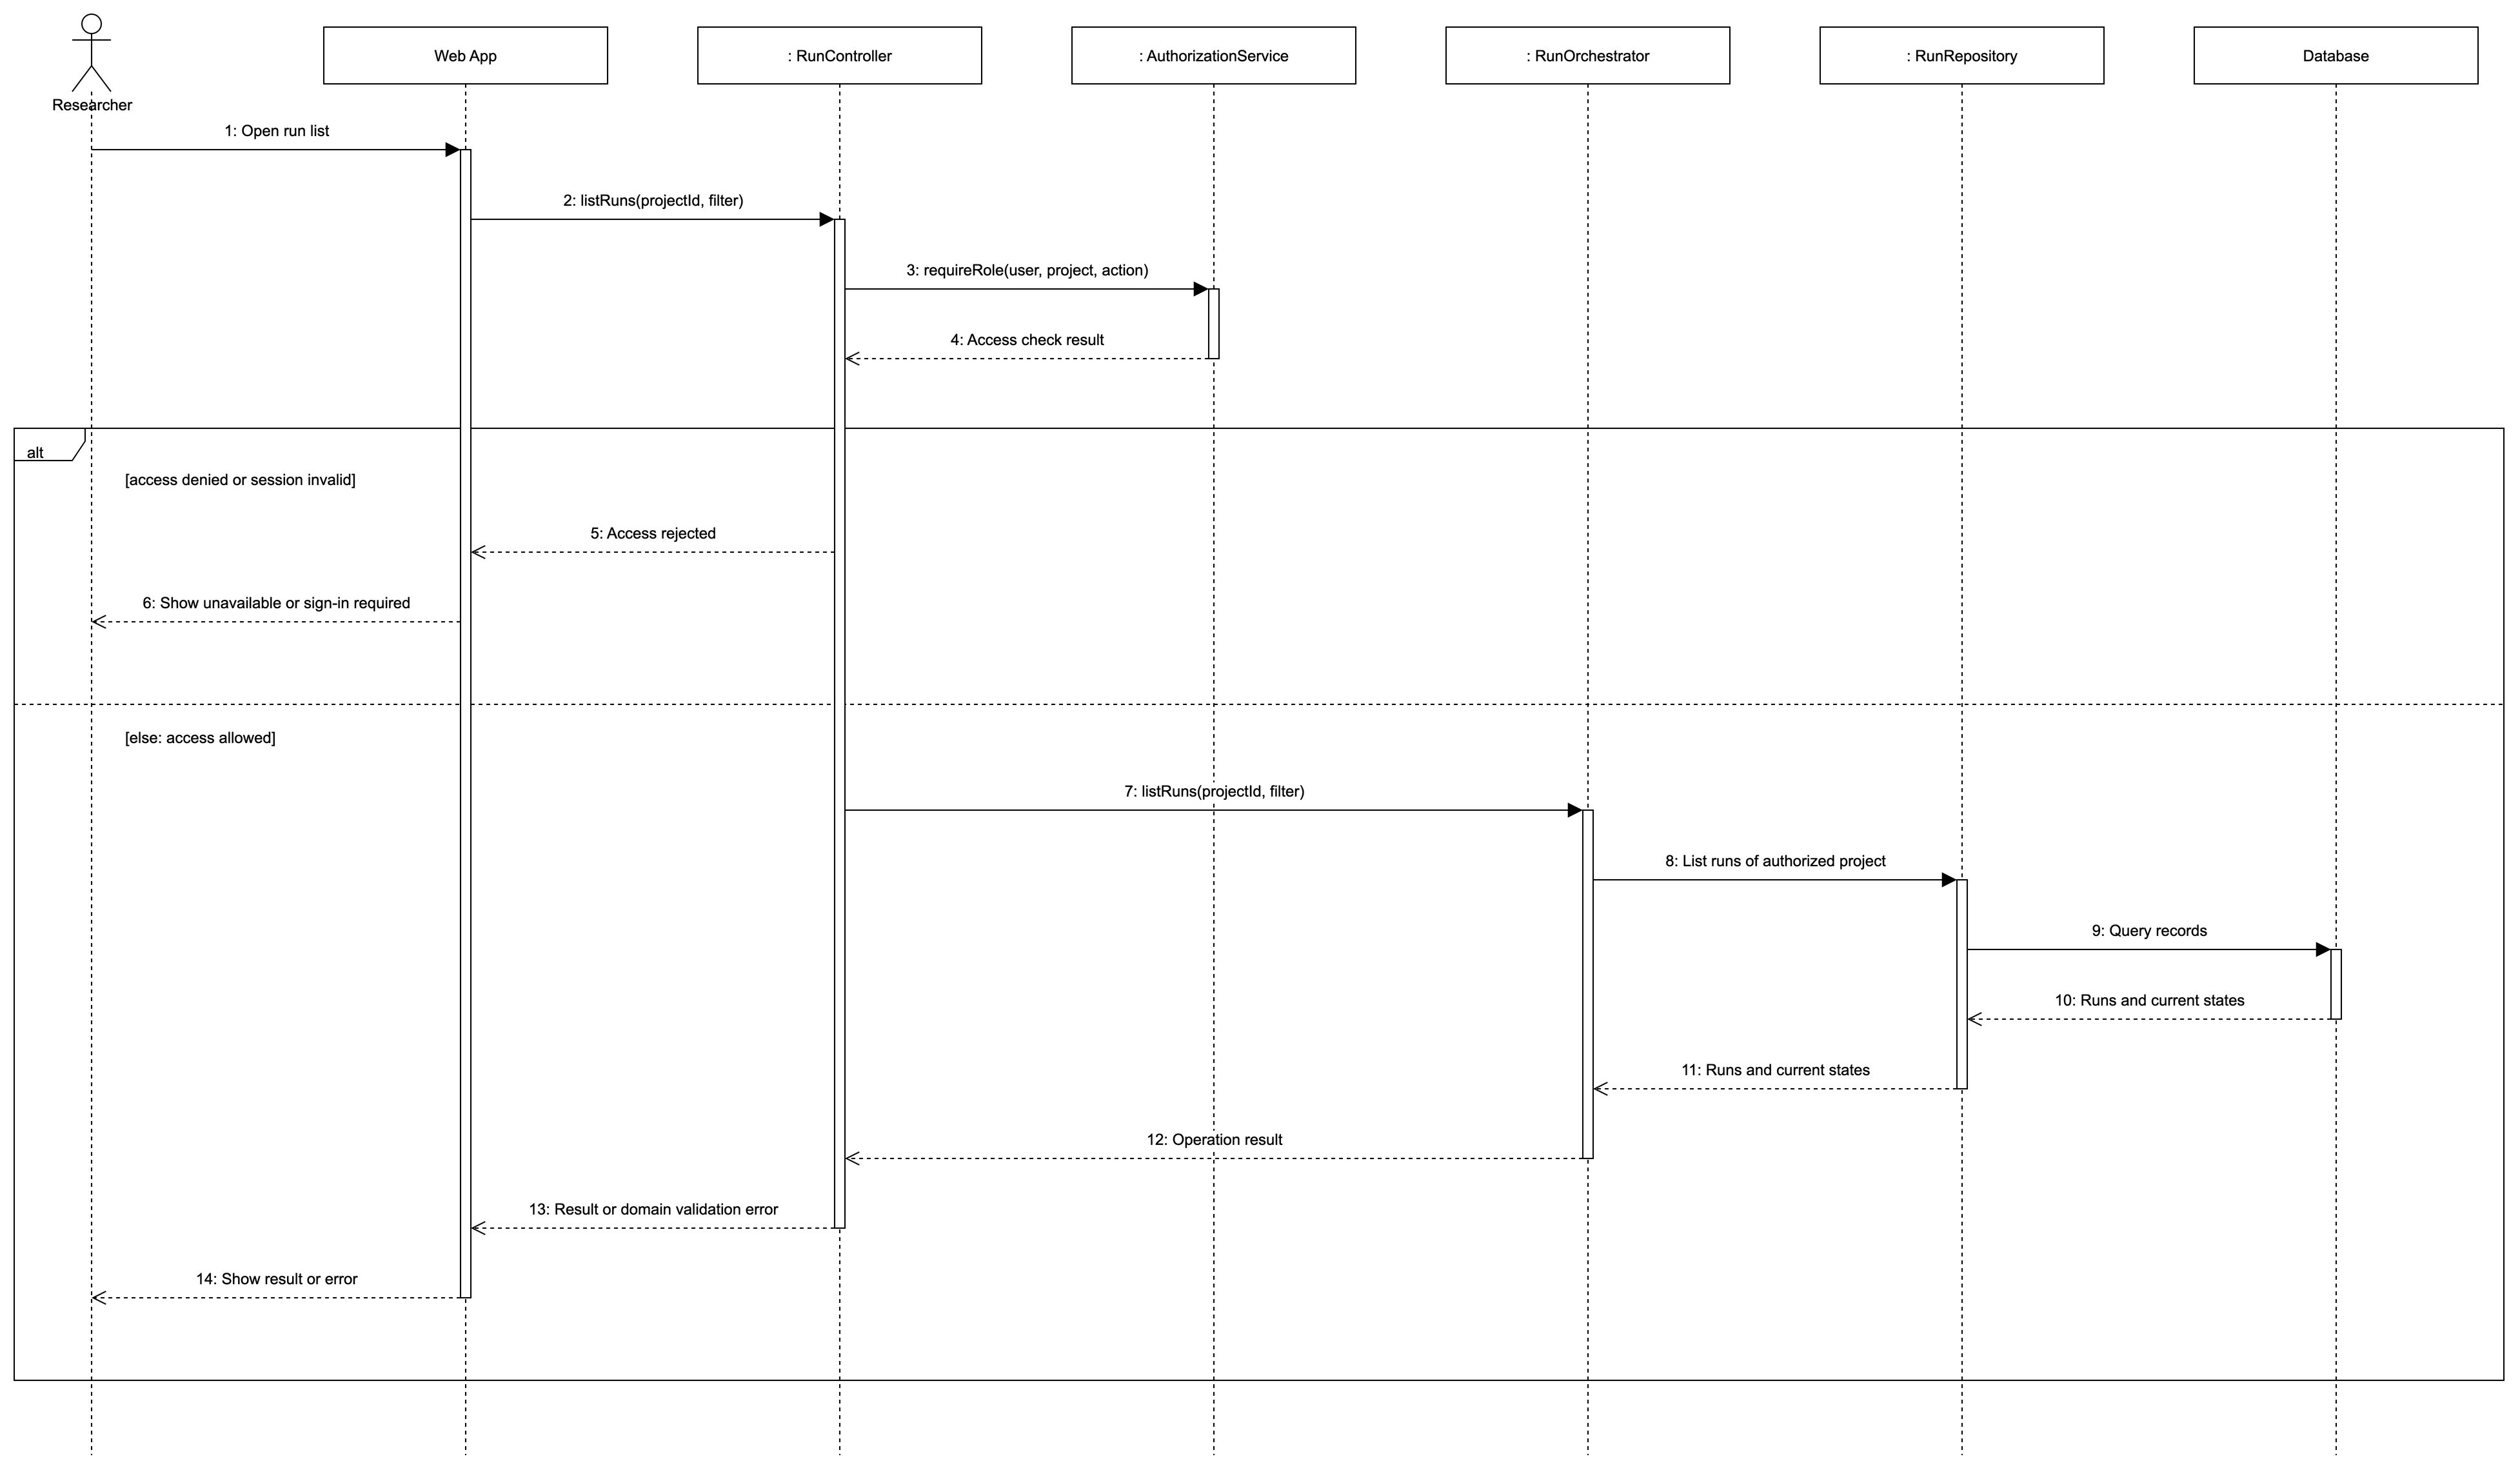 Researcher
Web App
: RunController
: AuthorizationService
: RunOrchestrator
: RunRepository
Database
1: Open run list
2: listRuns(projectId, filter)
3: requireRole(user, project, action)
4: Access check result
alt
[access denied or session invalid]
5: Access rejected
6: Show unavailable or sign-in required
[else: access allowed]
7: listRuns(projectId, filter)
8: List runs of authorized project
9: Query records
10: Runs and current states
11: Runs and current states
12: Operation result
13: Result or domain validation error
14: Show result or error